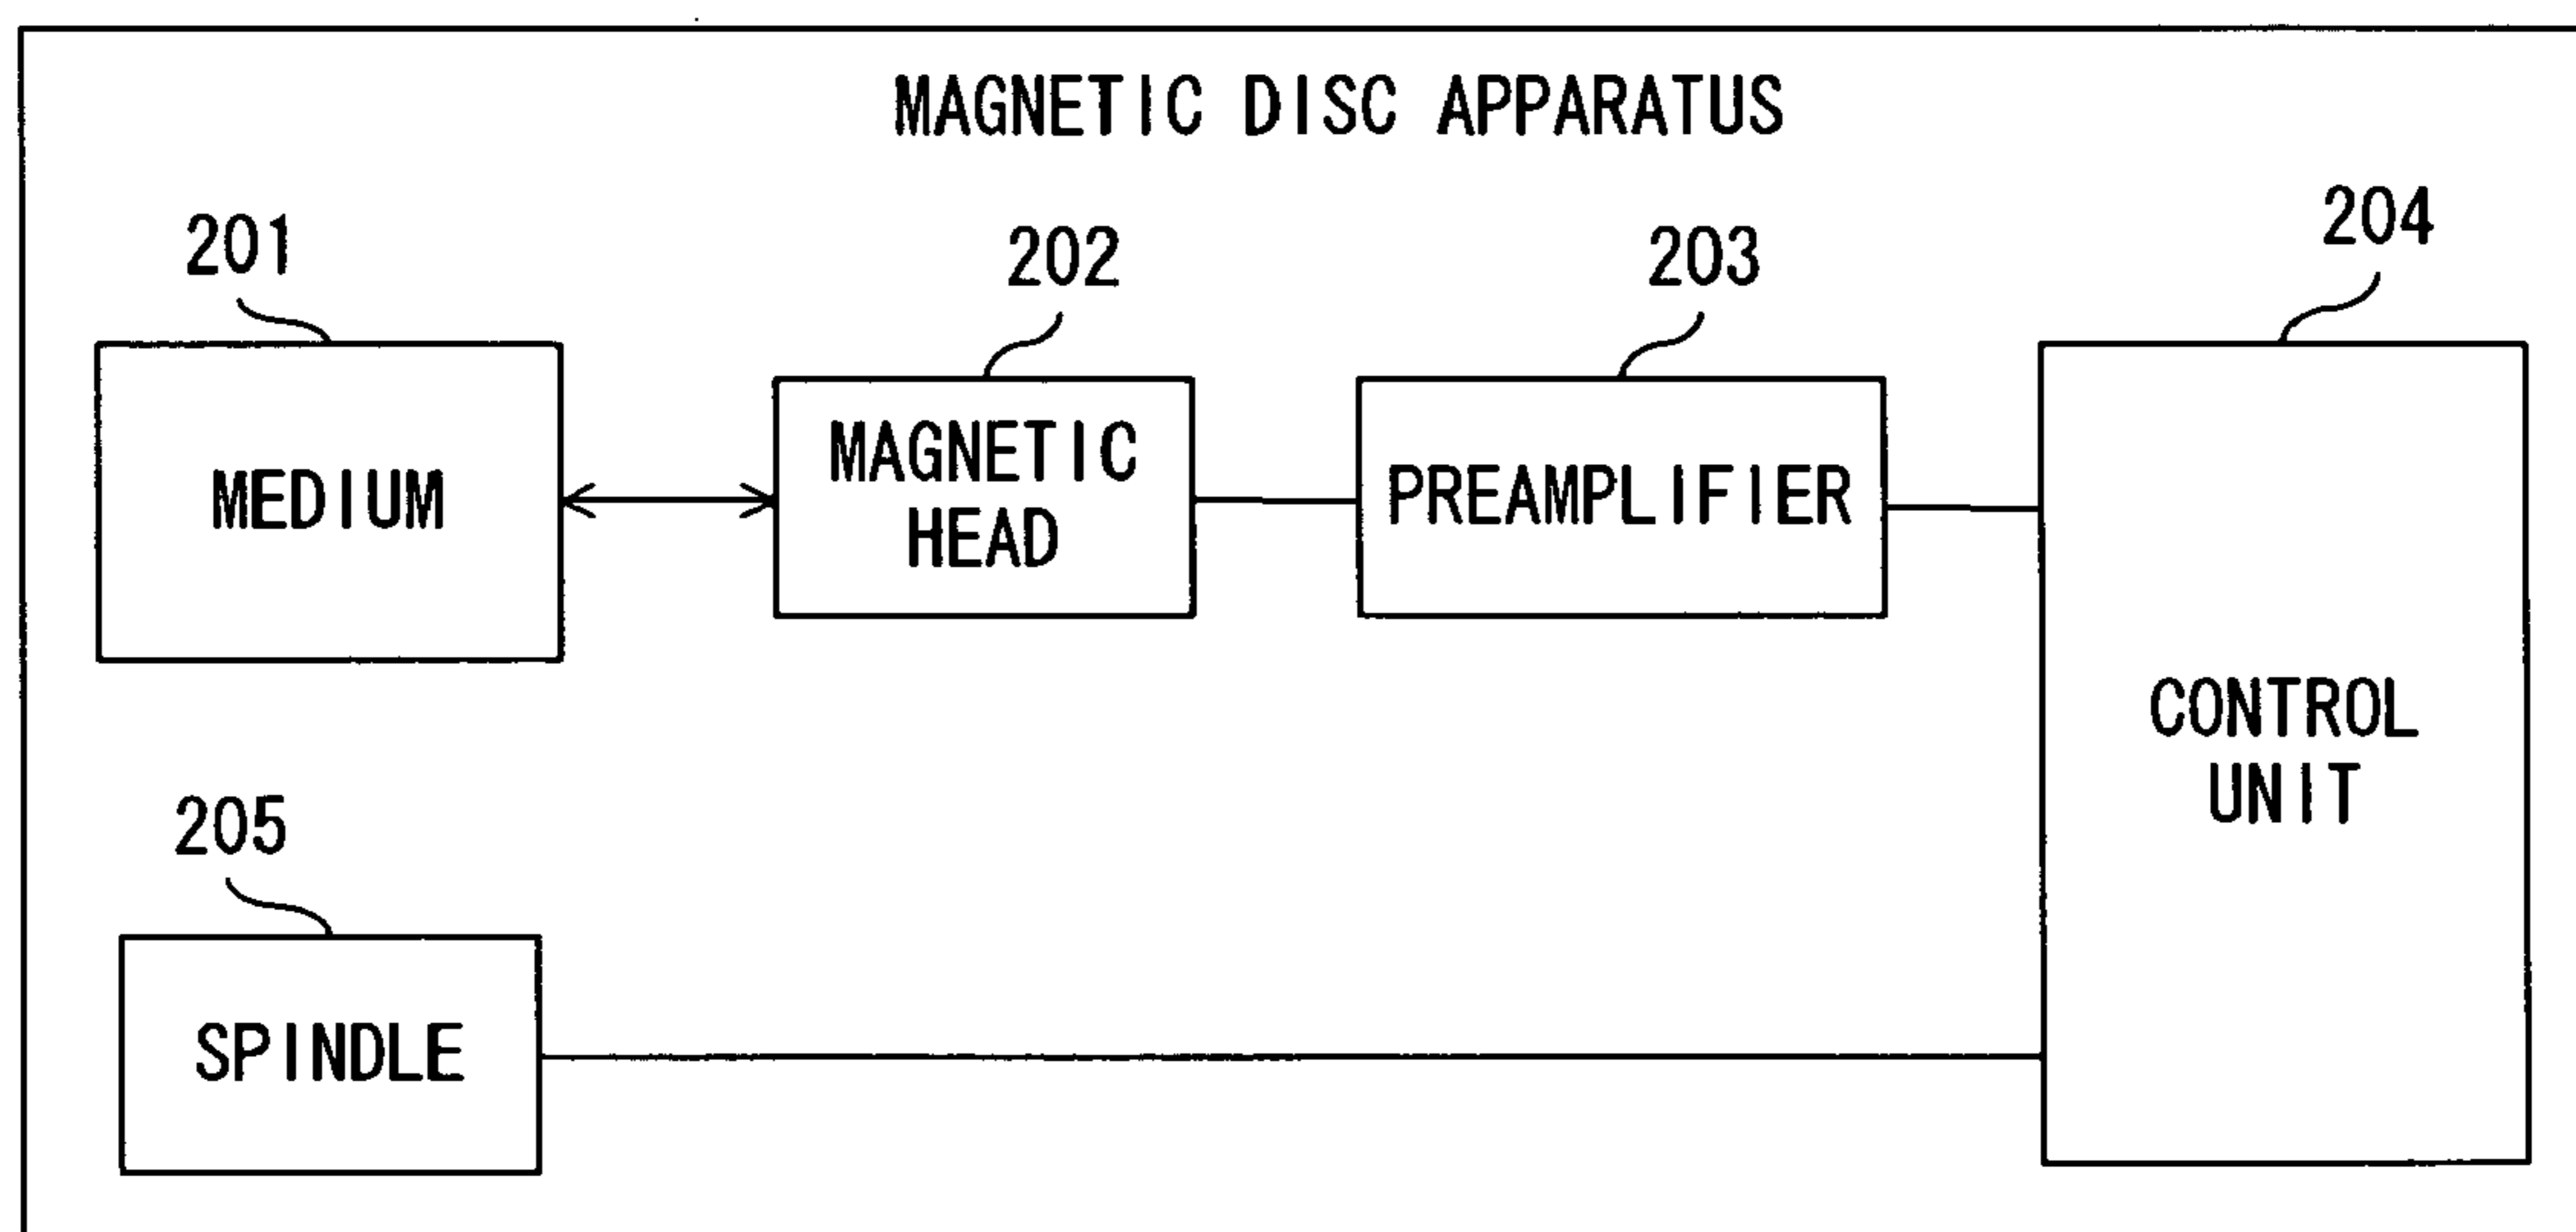 MAGNETIC DISC APPARATUS
201
202
203
204
MEDIUM
MAGNETIC
HEAD
PREAMPLIFIER
CONTROL
UNIT
205
SPINDLE